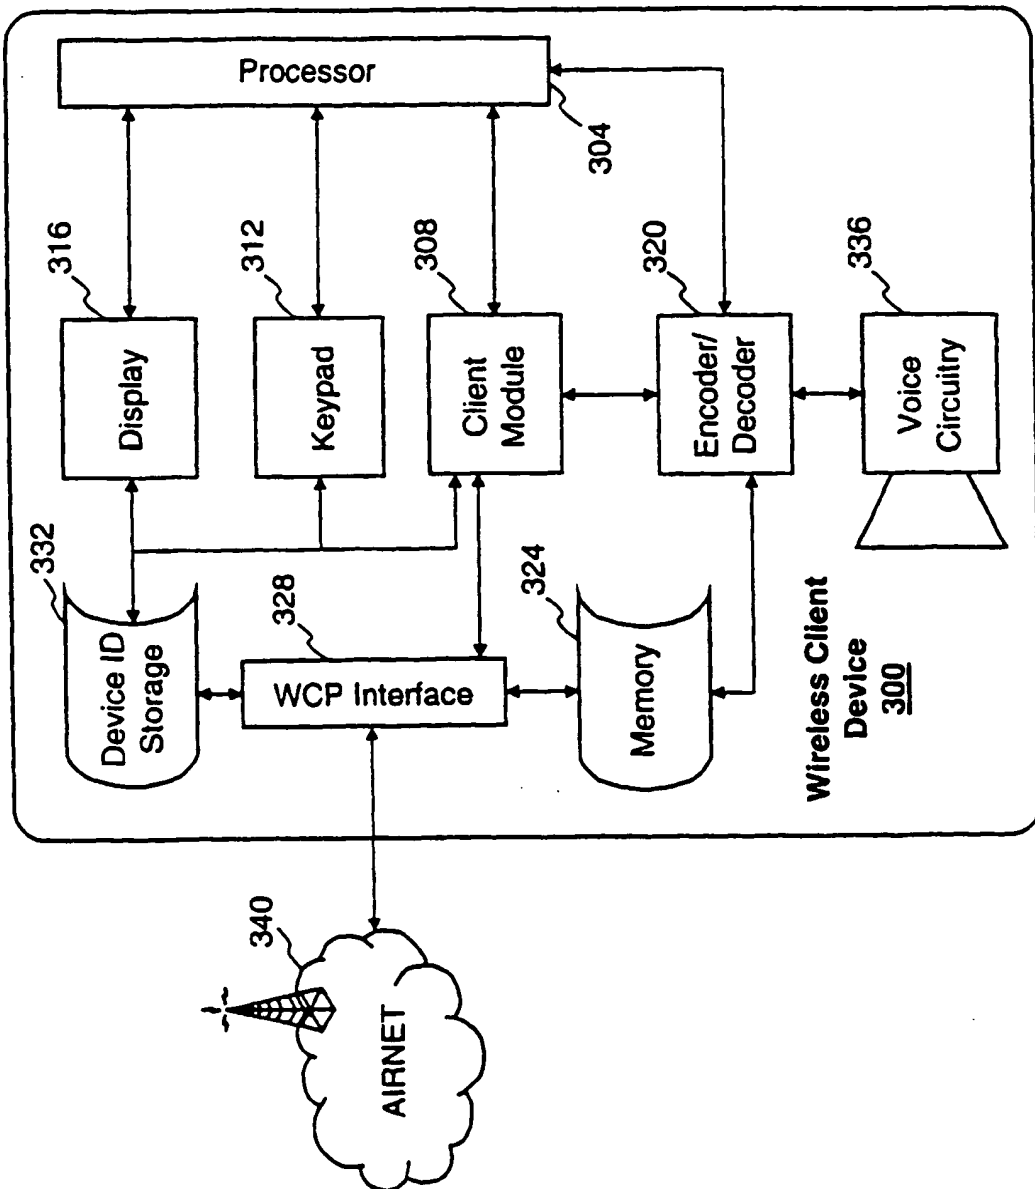 Processor
304
316
Display
312
Keypad
308
Client
Module
320
Encoder/
Decoder
336
Voice
Circuitry
332
Device ID
Storage
328
WCP Interface
324
Memory
Wireless Client
Device
300
340
AIRNET